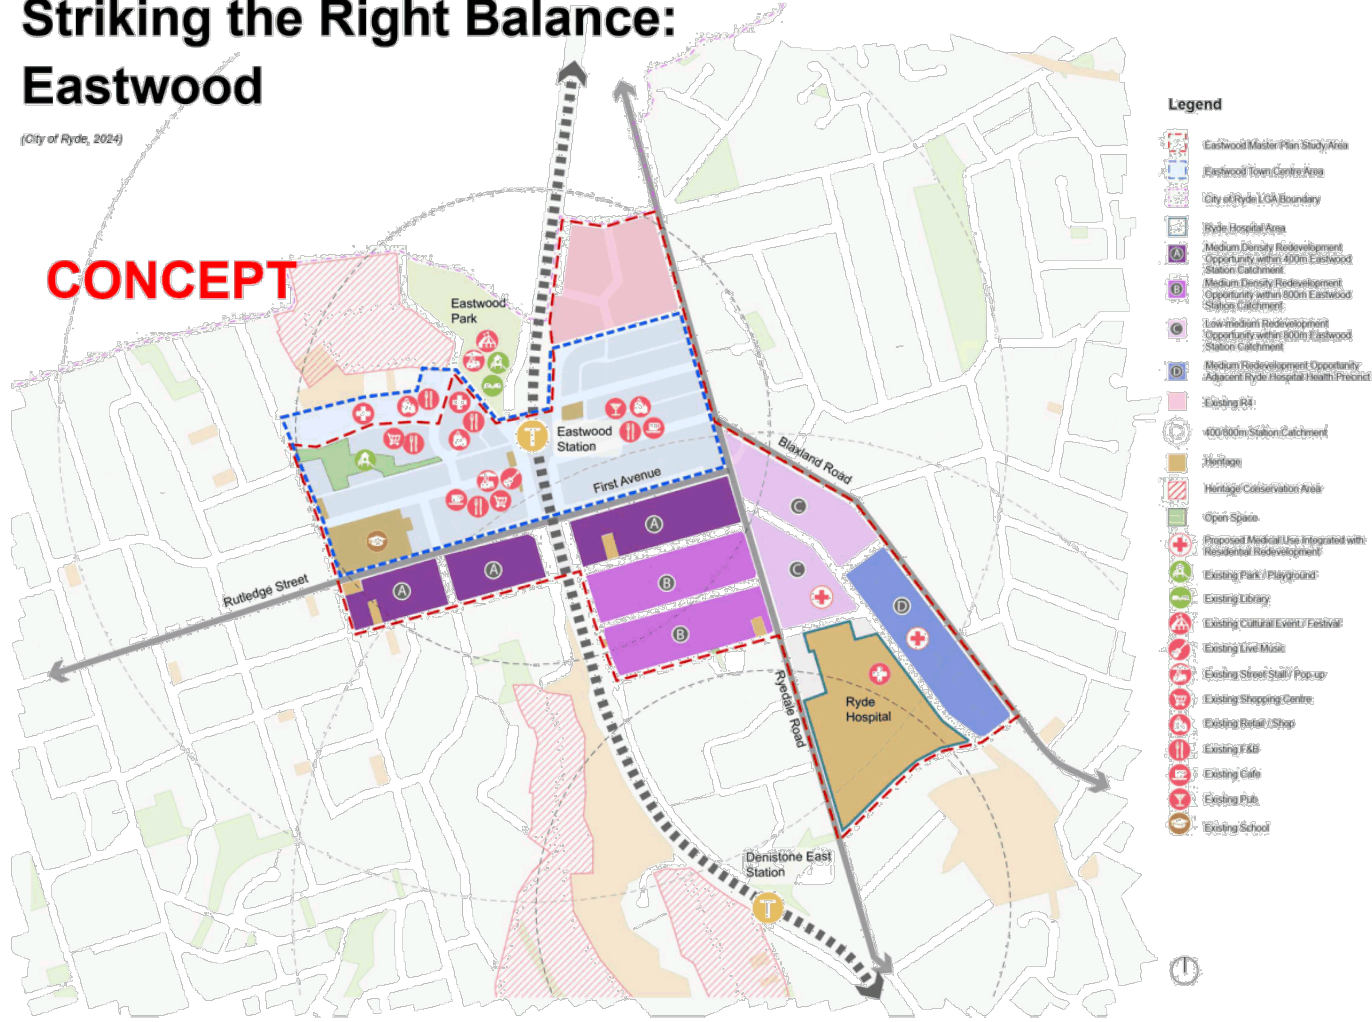 Striking the Right Balance:
Eastwood
(City of Ryde, 2024)
CONCEPT
Eastwood
Park
Eastwood
Station
First Avenue
Blaxland Road
Rutledge Street
A
A
A
B
B
C
C
D
Ryedale Road
Ryde
Hospital
Denistone East
Station
T
T
Legend
Eastwood Master Plan Study Area
Eastwood Town Centre Area
City of Ryde LGA Boundary
Ryde Hospital Area
A
Medium Density Redevelopment
Opportunity within 400m Eastwood
Station Catchment
B
Medium Density Redevelopment
Opportunity within 800m Eastwood
Station Catchment
C
Low-medium Redevelopment
Opportunity within 800m Eastwood
Station Catchment
D
Medium Redevelopment Opportunity
Adjacent Ryde Hospital Health Precinct
Existing R4
400/800m Station Catchment
Heritage
Heritage Conservation Area
Open Space
Proposed Medical Use Integrated with
Residential Redevelopment
Existing Park / Playground
Existing Library
Existing Cultural Event / Festival
Existing Live Music
Existing Street Stall / Pop-up
Existing Shopping Centre
Existing Retail / Shop
Existing F&B
Existing Cafe
Existing Pub
Existing School